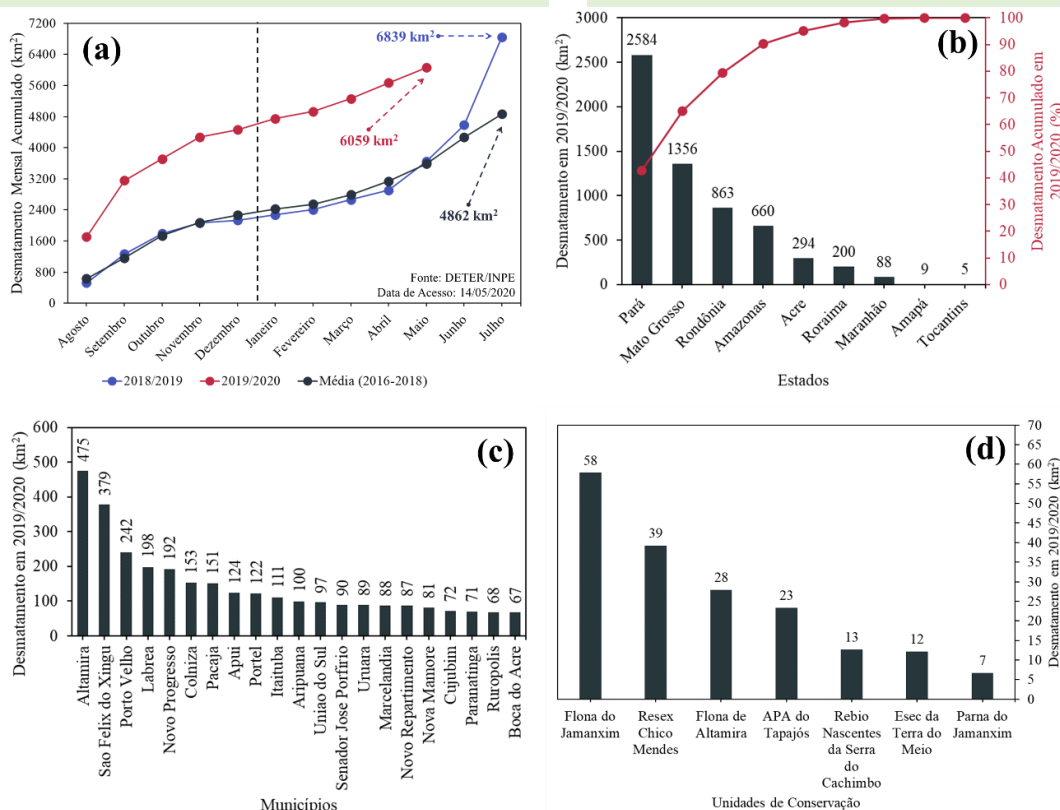 (a)
Desmatamento Mensal Acumulado (km²)
7200
6400
5600
4800
4000
3200
2400
1600
800
0
6839 km²
6059 km²
4862 km²
Fonte: DETER/INPE
Data de Acesso: 14/05/2020
Agosto
Setembro
Outubro
Novembro
Dezembro
Janeiro
Fevereiro
Março
Abril
Maio
Junho
Julho
2018/2019
2019/2020
Média (2016-2018)
(b)
Desmatamento em 2019/2020 (km²)
3000
2500
2000
1500
1000
500
0
2584
1356
863
660
294
200
88
9
5
100
90
80
70
60
50
40
30
20
10
0
Desmatamento Acumulado em
2019/2020 (%)
Pará
Mato Grosso
Rondônia
Amazonas
Acre
Roraima
Maranhão
Amapá
Tocantins
Estados
(c)
Desmatamento em 2019/2020 (km²)
600
500
400
300
200
100
0
475
379
242
198
192
153
151
124
122
111
100
97
90
89
88
87
81
72
71
68
67
Altamira
Sao Felix do Xingu
Porto Velho
Labrea
Novo Progresso
Colniza
Pacaja
Apui
Portel
Itaituba
Aripuana
Uniao do Sul
Senador Jose Porfirio
Uruara
Marcelandia
Novo Repartimento
Nova Mamore
Cujubim
Paranatinga
Ruropolis
Boca do Acre
Municípios
(d)
58
39
28
23
13
12
7
70
65
60
55
50
45
40
35
30
25
20
15
10
5
0
Desmatamento em 2019/2020 (km²)
Flona do
Jamanxim
Resex
Chico
Mendes
Flona de
Altamira
APA do
Tapajós
Rebio
Nascentes
da Serra
do
Cachimbo
Esec da
Terra do
Meio
Parna do
Jamanxim
Unidades de Conservação